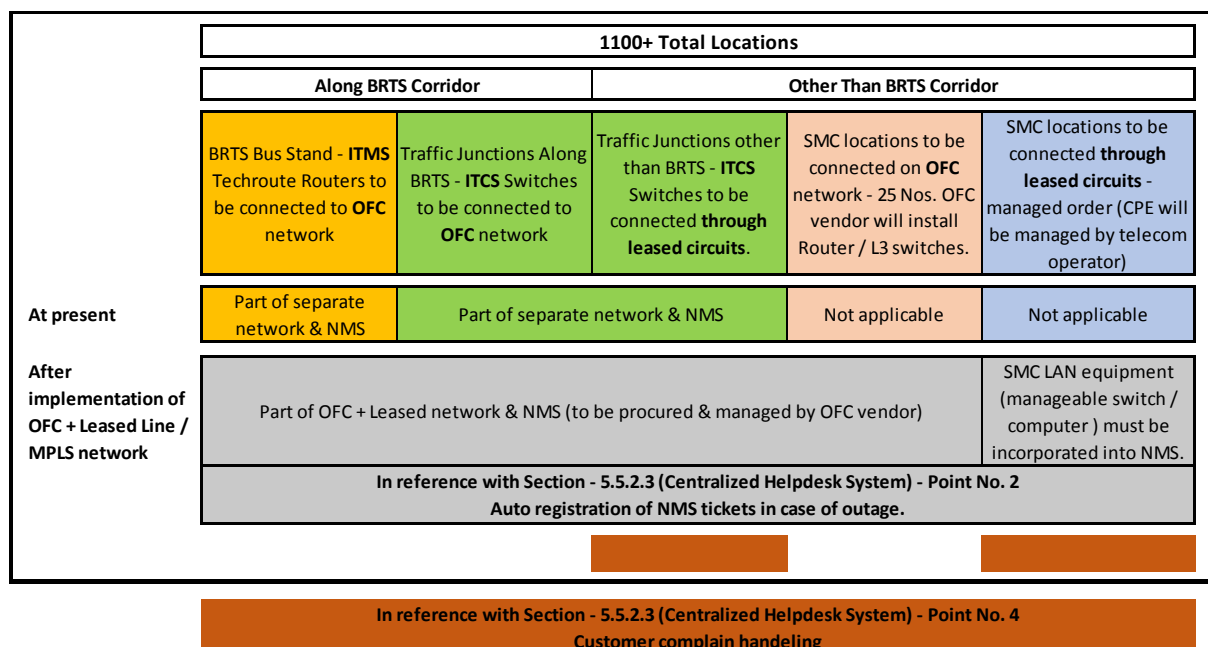 1100+ Total Locations
Along BRTS Corridor
Other Than BRTS Corridor
BRTS Bus Stand - ITMS
Techroute Routers to
be connected to OFC
network
Traffic Junctions Along
BRTS - ITCS Switches
to be connected to
OFC network
Traffic Junctions other
than BRTS - ITCS
Switches to be
connected through
leased circuits.
SMC locations to be
connected on OFC
network - 25 Nos. OFC
vendor will install
Router / L3 switches.
SMC locations to be
connected through
leased circuits -
managed order (CPE will
be managed by telecom
operator)
At present
Part of separate
network & NMS
Part of separate network & NMS
Not applicable
Not applicable
After
implementation of
OFC + Leased Line /
MPLS network
Part of OFC + Leased network & NMS (to be procured & managed by OFC vendor)
SMC LAN equipment
(manageable switch /
computer ) must be
incorporated into NMS.
In reference with Section - 5.5.2.3 (Centralized Helpdesk System) - Point No. 2
Auto registration of NMS tickets in case of outage.
In reference with Section - 5.5.2.3 (Centralized Helpdesk System) - Point No. 4
Customer complain handeling